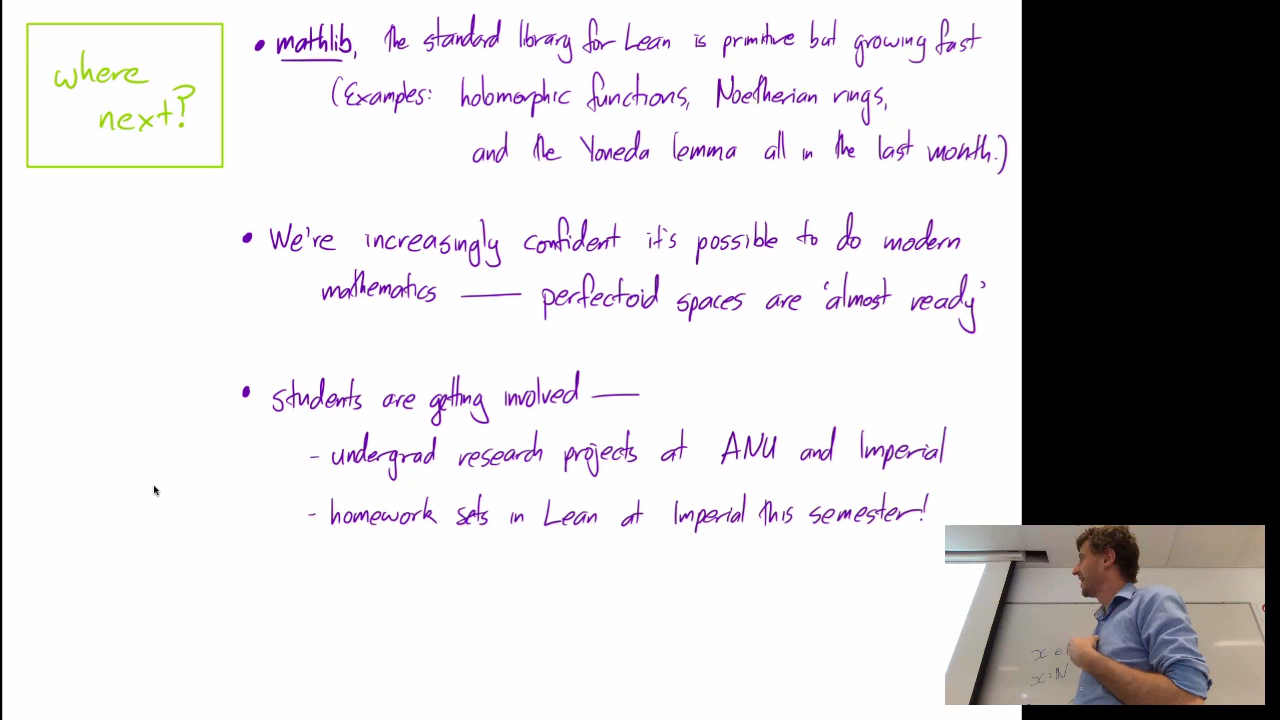 where
next?
• mathlib, the standard library for Lean is primitive but growing fast
(Examples: holomorphic functions, Noetherian rings,
and the Yoneda lemma all in the last month.)
• We're increasingly confident it's possible to do modern
mathematics — perfectoid spaces are 'almost ready'
• students are getting involved —
- undergrad research projects at ANU and Imperial
- homework sets in Lean at Imperial this semester!
x ∈
x : ℕ